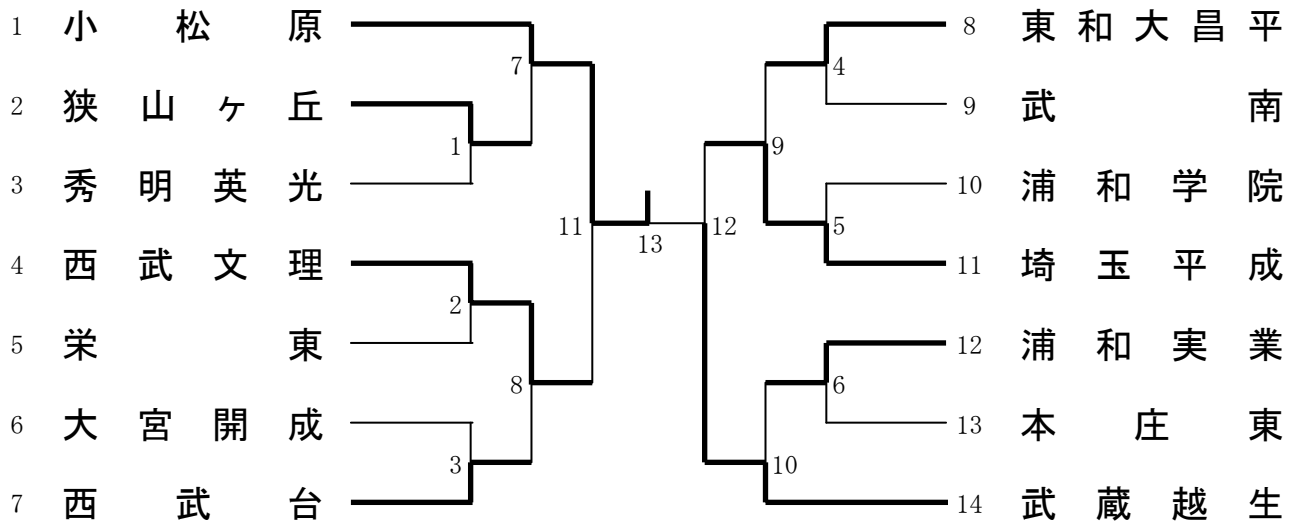 1 小松原
2 狭山ヶ丘
3 秀明英光
4 西武文理
5 栄東
6 大宮開成
7 西武台
7
1
11
2
8
3
13
12
4
9
5
6
10
8 東和大昌平
9 武南
10 浦和学院
11 埼玉平成
12 浦和実業
13 本庄東
14 武蔵越生